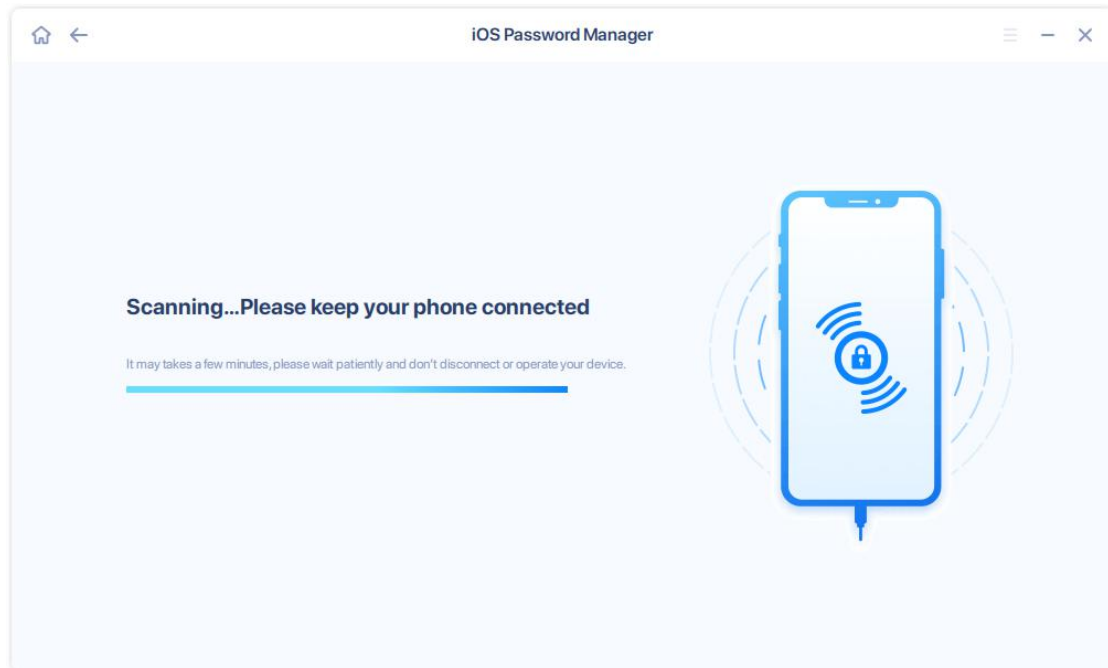 iOS Password Manager
Scanning...Please keep your phone connected
It may takes a few minutes, please wait patiently and don't disconnect or operate your device.